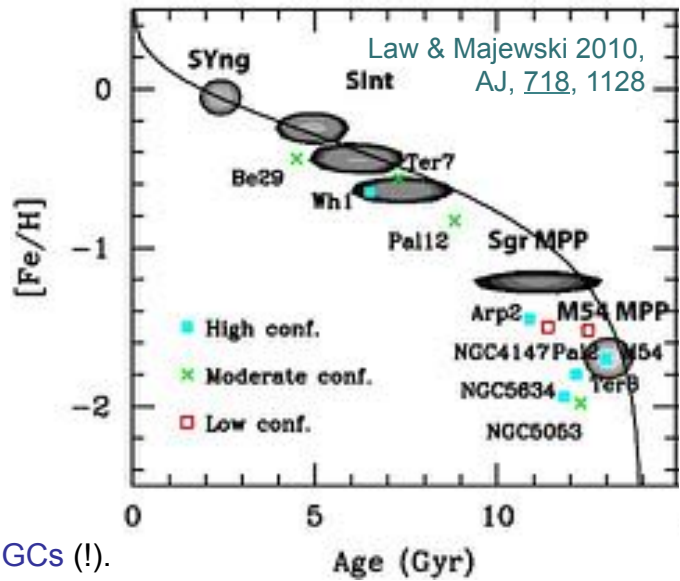 Law & Majewski 2010,
AJ, 718, 1128
SYng
SInt
0
Be29
Ter7
Wh1
Pal12
Sgr MPP
[Fe/H]
−1
High conf.
Arp2
M54 MPP
NGC4147
Pal2
M54
Moderate conf.
Ter8
NGC5634
−2
Low conf.
NGC5053
0 5 10
GCs (!).
Age (Gyr)